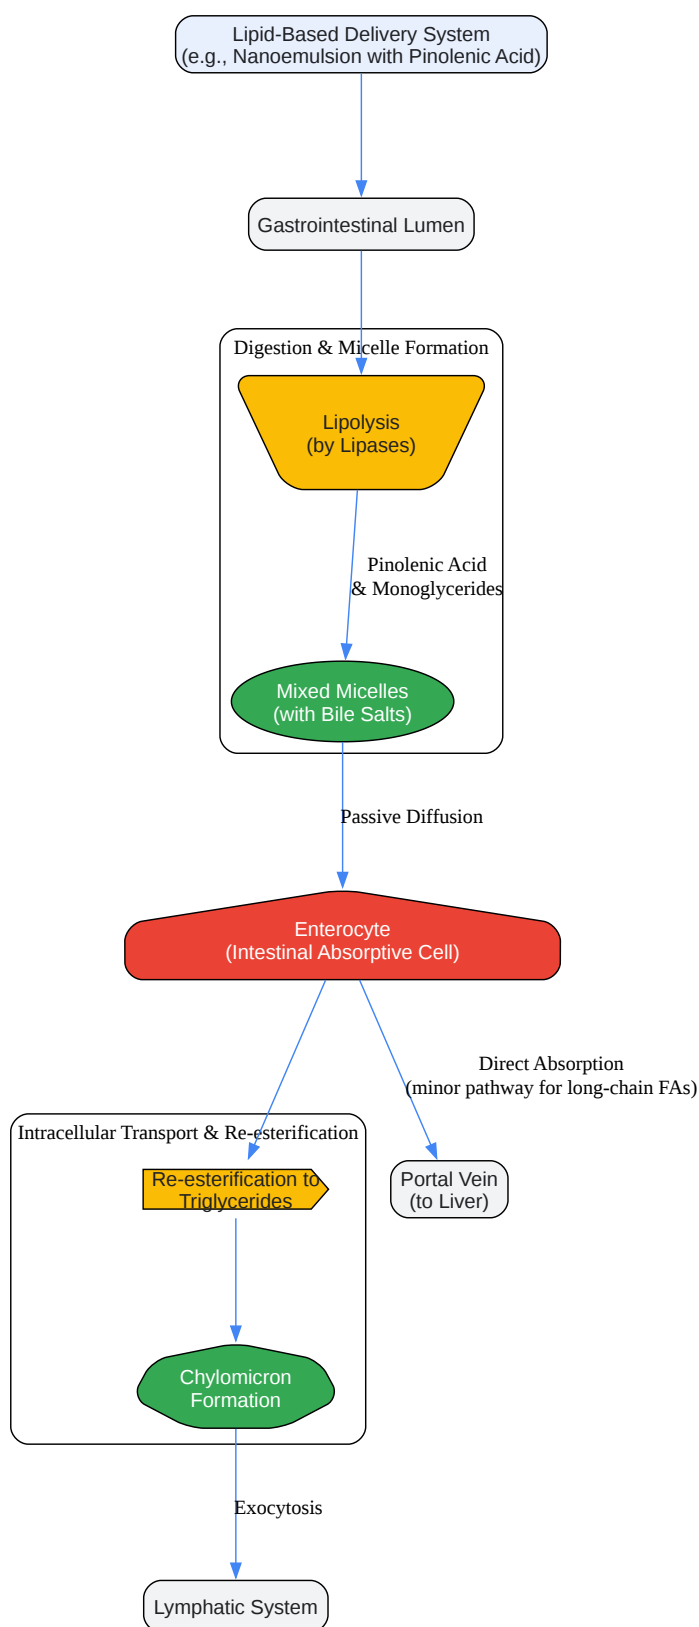 Lipid-Based Delivery System
(e.g., Nanoemulsion with Pinolenic Acid)
Gastrointestinal Lumen
Digestion & Micelle Formation
Lipolysis
(by Lipases)
Pinolenic Acid
& Monoglycerides
Mixed Micelles
(with Bile Salts)
Passive Diffusion
Enterocyte
(Intestinal Absorptive Cell)
Direct Absorption
(minor pathway for long-chain FAs)
Intracellular Transport & Re-esterification
Re-esterification to
Triglycerides
Portal Vein
(to Liver)
Chylomicron
Formation
Exocytosis
Lymphatic System